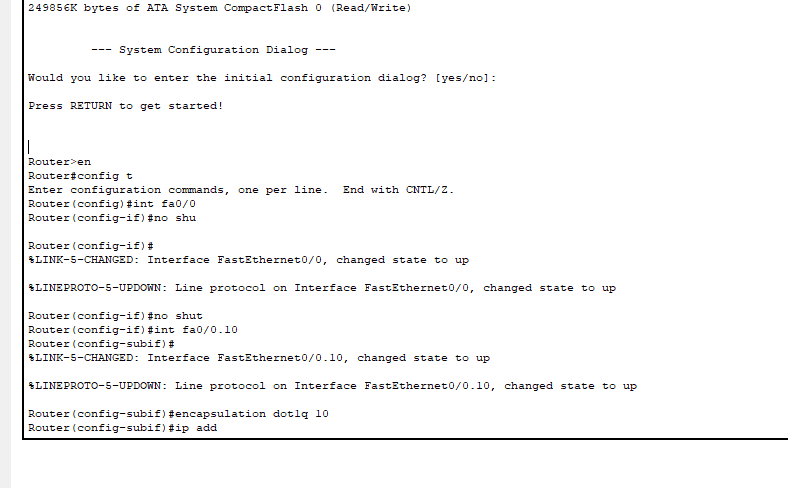 249856K bytes of ATA System CompactFlash 0 (Read/Write)
--- System Configuration Dialog ---
Would you like to enter the initial configuration dialog? [yes/no]:
Press RETURN to get started!
Router>en
Router#config t
Enter configuration commands, one per line.  End with CNTL/Z.
Router(config)#int fa0/0
Router(config-if)#no shu
Router(config-if)#
%LINK-5-CHANGED: Interface FastEthernet0/0, changed state to up
%LINEPROTO-5-UPDOWN: Line protocol on Interface FastEthernet0/0, changed state to up
Router(config-if)#no shut
Router(config-if)#int fa0/0.10
Router(config-subif)#
%LINK-5-CHANGED: Interface FastEthernet0/0.10, changed state to up
%LINEPROTO-5-UPDOWN: Line protocol on Interface FastEthernet0/0.10, changed state to up
Router(config-subif)#encapsulation dot1q 10
Router(config-subif)#ip add